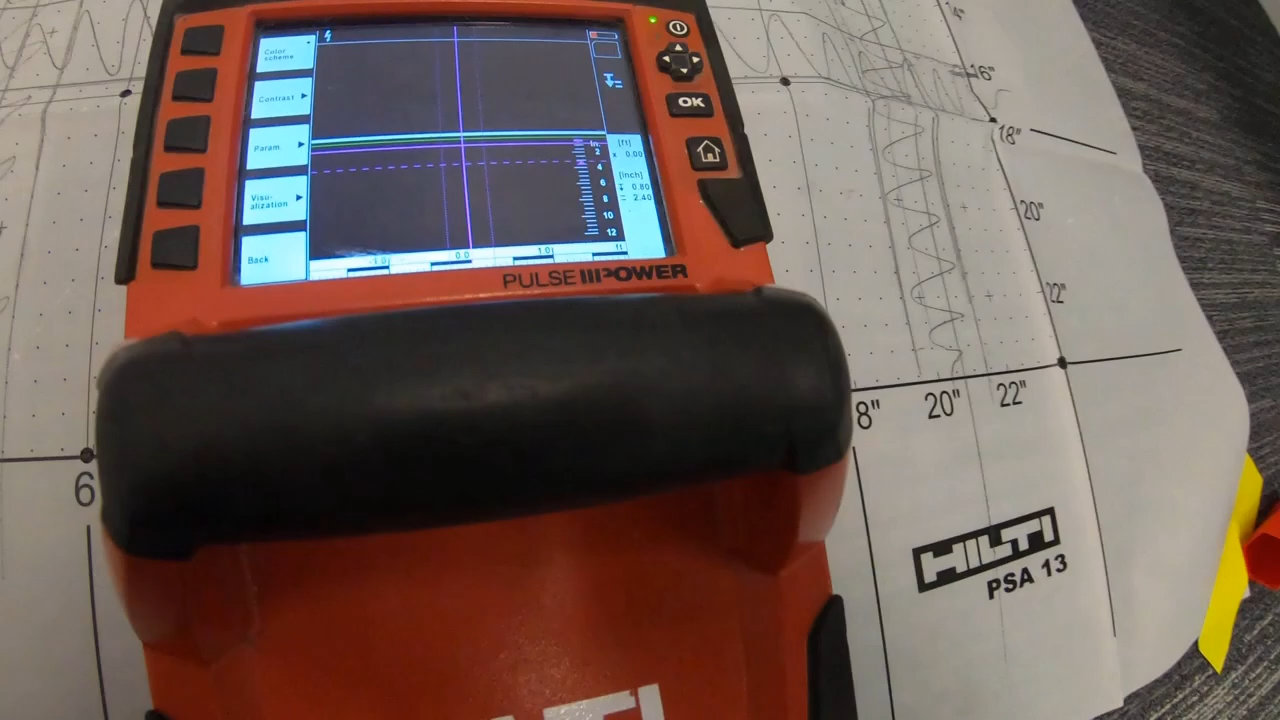 Color
scheme
Contrast
Param.
Visu-
alization
Back
in.
2
4
6
8
10
12
[ft]
x 0.00
[inch]
0.80
2.40
-1.0
0.0
1.0
ft
OK
PULSE POWER
14"
16"
18"
20"
22"
6
8"
20"
22"
HILTI
PSA 13